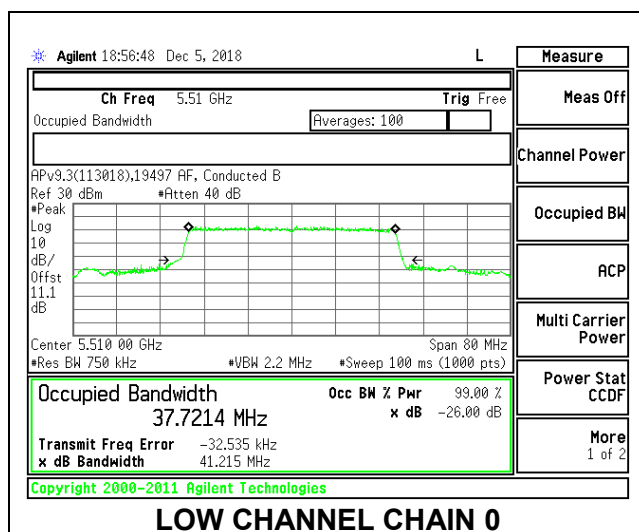 Agilent 18:56:48 Dec 5, 2018 L
Measure
Ch Freq 5.51 GHz Trig Free
Meas Off
Occupied Bandwidth Averages: 100
Channel Power
APv9.3(113018),19497 AF, Conducted B
Ref 30 dBm #Atten 40 dB
#Peak
Log
10
dB/
Offst
11.1
dB
Occupied BW
ACP
Multi Carrier
Power
Center 5.510 00 GHz Span 80 MHz
#Res BW 750 kHz #VBW 2.2 MHz #Sweep 100 ms (1000 pts)
Power Stat
CCDF
Occupied Bandwidth Occ BW % Pwr 99.00 %
37.7214 MHz x dB -26.00 dB
Transmit Freq Error -32.535 kHz
x dB Bandwidth 41.215 MHz
More
1 of 2
Copyright 2000-2011 Agilent Technologies
LOW CHANNEL CHAIN 0